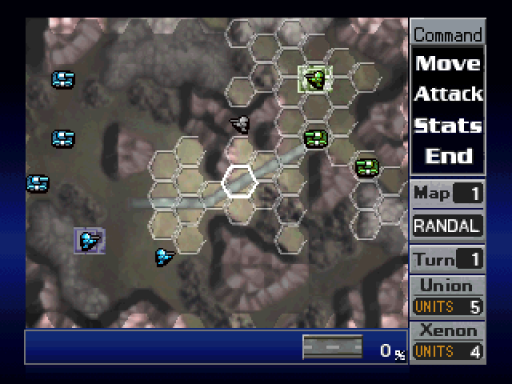 Command
Move
Attack
Stats
End
Map 1
RANDAL
Turn 1
Union
UNITS 5
Xenon
UNITS 4
0 %